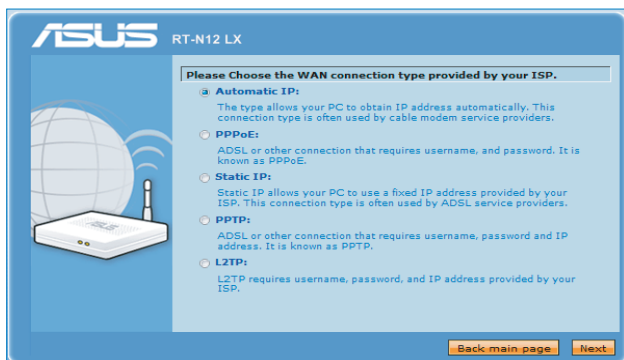 ASUS RT-N12 LX
Please Choose the WAN connection type provided by your ISP.
Automatic IP:
The type allows your PC to obtain IP address automatically. This
connection type is often used by cable modem service providers.
PPPoE:
ADSL or other connection that requires username, and password. It is
known as PPPoE.
Static IP:
Static IP allows your PC to use a fixed IP address provided by your
ISP. This connection type is often used by ADSL service providers.
PPTP:
ADSL or other connection that requires username, password and IP
address. It is known as PPTP.
L2TP:
L2TP requires username, password, and IP address provided by your
ISP.
ASUS
Back main page Next